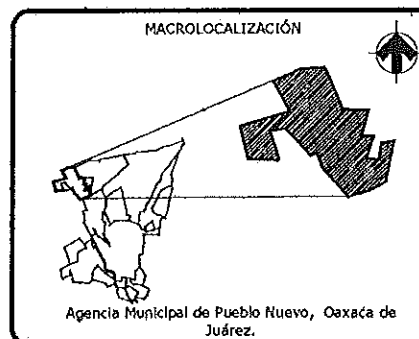 MACROLOCALIZACIÓN
Agencia Municipal de Pueblo Nuevo, Oaxaca de
Juárez.